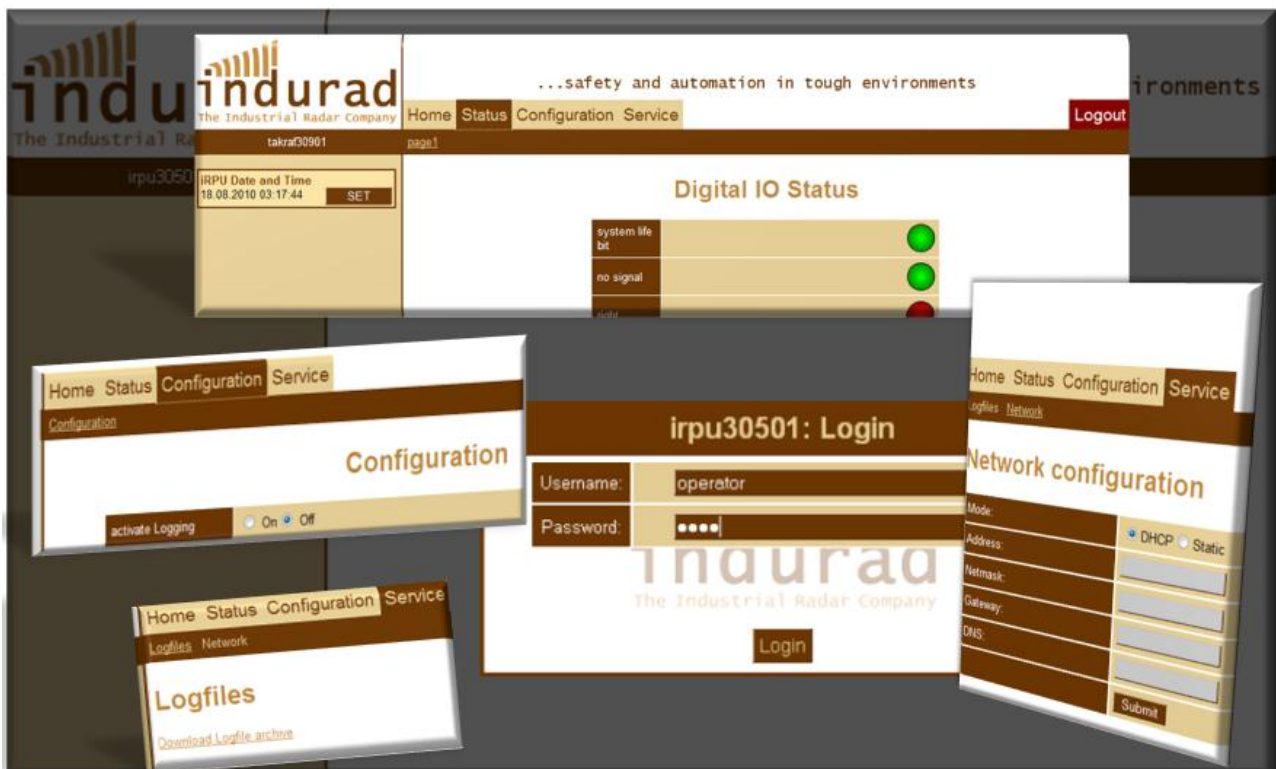 indurad
The Industrial Radar Company
...safety and automation in tough environments
Home Status Configuration Service
Logout
takraf30901
page1
iRPU Date and Time
18.08.2010 03:17:44
SET
Digital IO Status
system life
bit
no signal
right
indu
The Industrial Ra
ironments
irpu3050
Home Status Configuration Service
Configuration
Configuration
activate Logging
On Off
irpu30501: Login
Username:
operator
Password:
••••
indurad
The Industrial Radar Company
Login
Home Status Configuration Service
Logfiles Network
Network configuration
Mode:
DHCP Static
Address:
Netmask:
Gateway:
DNS:
Submit
Home Status Configuration Service
Logfiles Network
Logfiles
Download Logfile archive